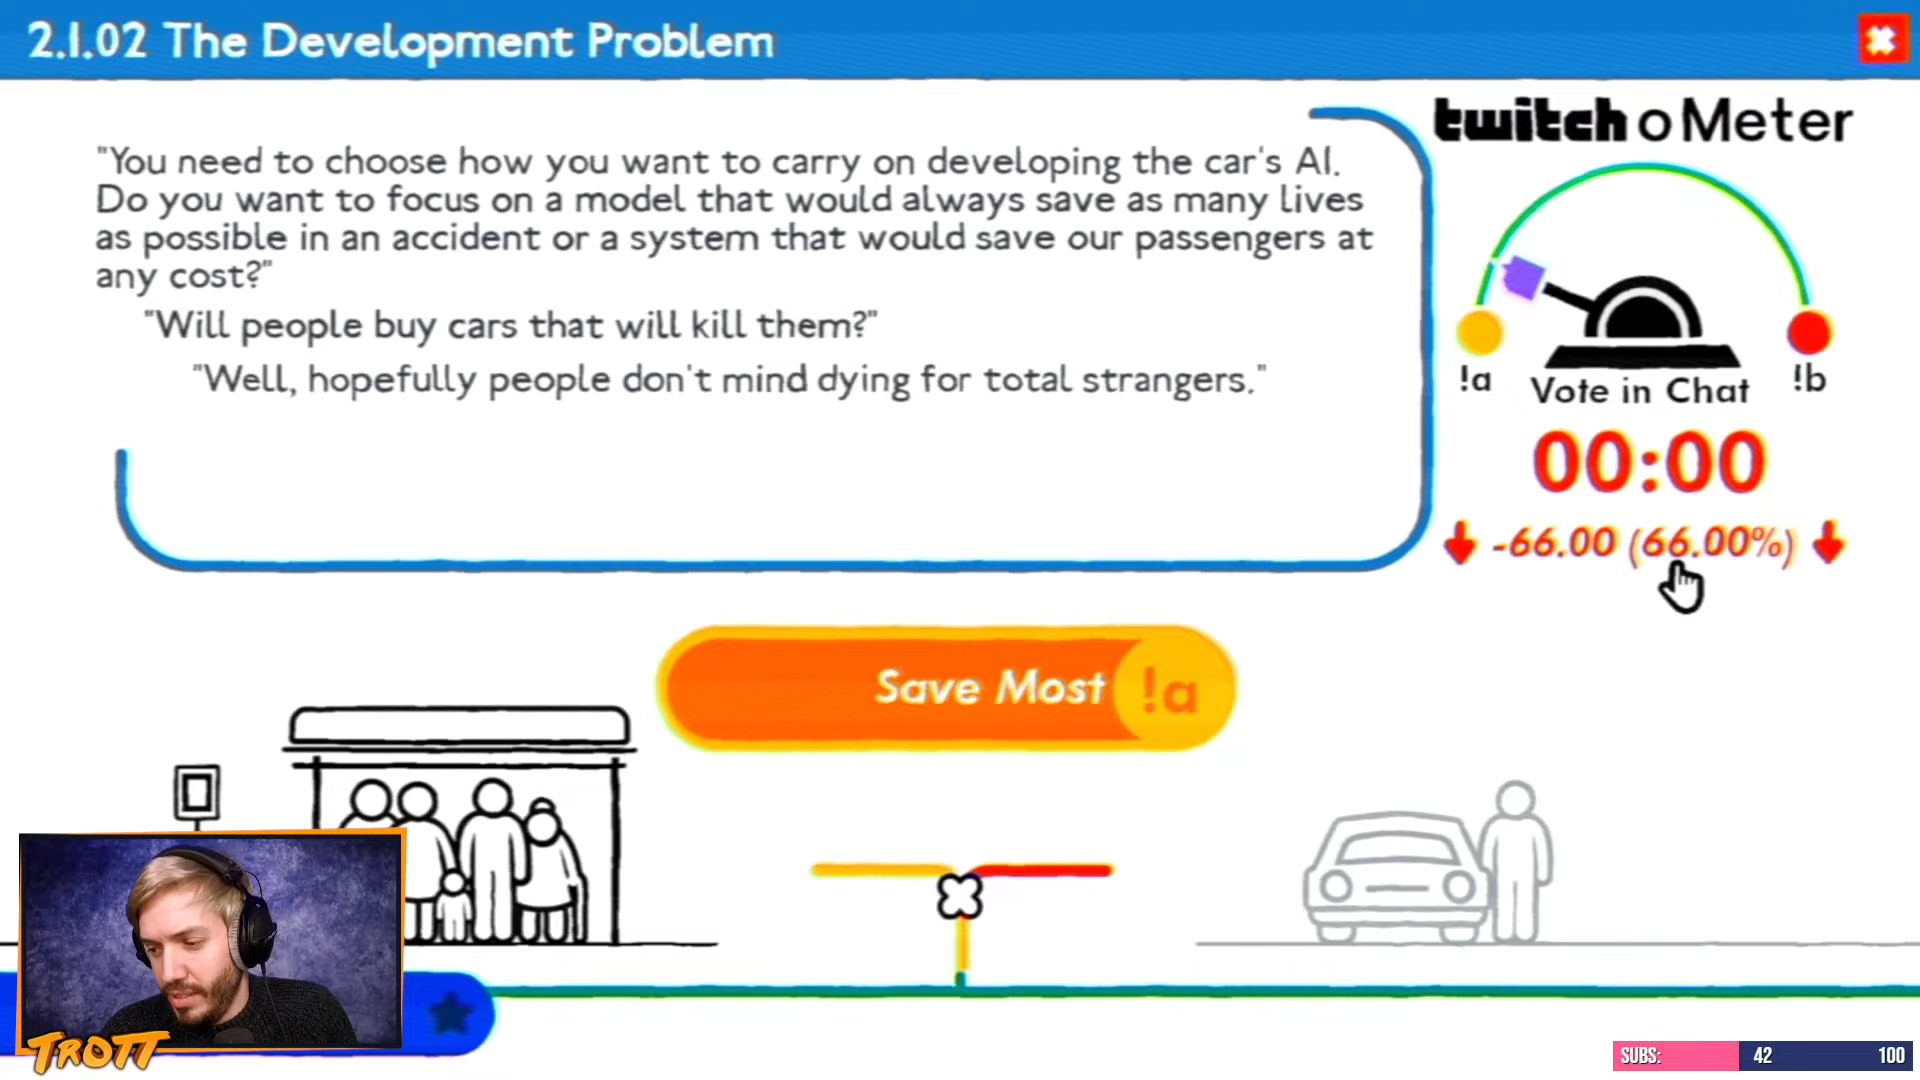 2.1.02 The Development Problem
"You need to choose how you want to carry on developing the car's AI.
Do you want to focus on a model that would always save as many lives
as possible in an accident or a system that would save our passengers at
any cost?"
"Will people buy cars that will kill them?"
"Well, hopefully people don't mind dying for total strangers."
twitch o Meter
!a
Vote in Chat
!b
00:00
-66.00 (66.00%)
Save Most !a
TROTT
SUBS: 42 100